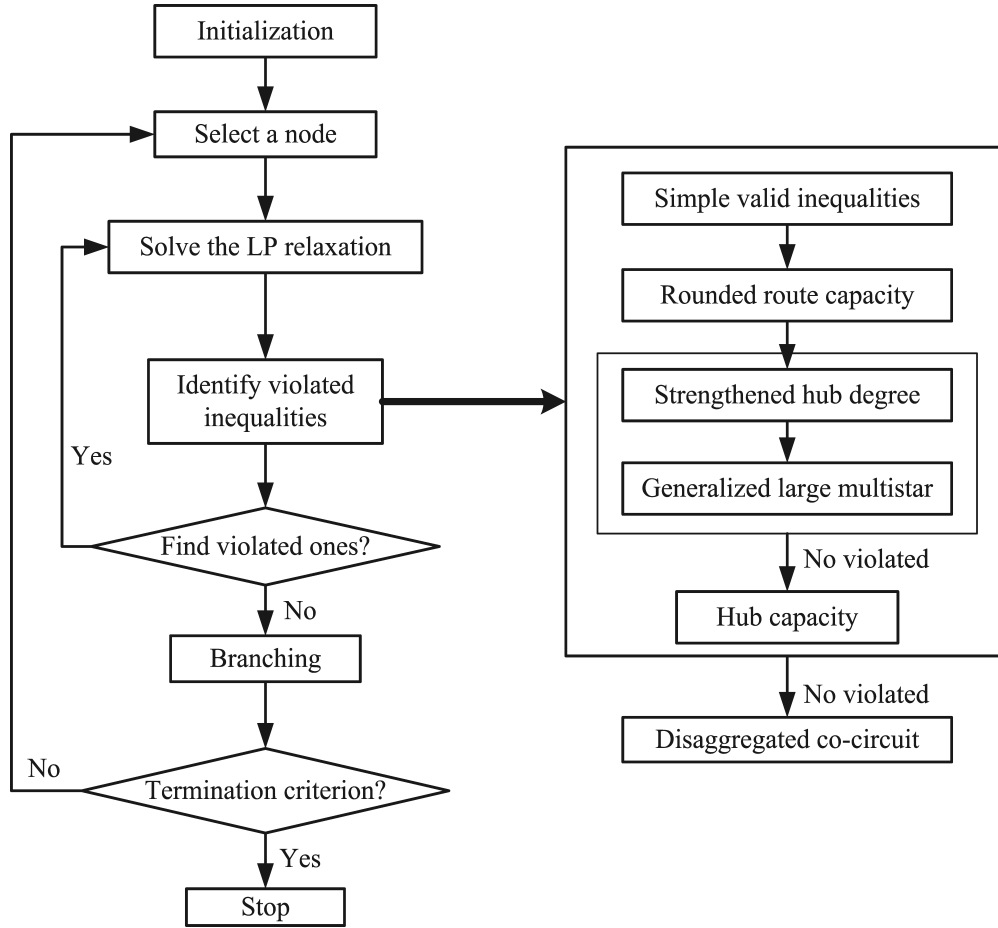 Initialization
Select a node
Solve the LP relaxation
Identify violated
inequalities
Yes
Find violated ones?
No
Branching
No
Termination criterion?
Yes
Stop
Simple valid inequalities
Rounded route capacity
Strengthened hub degree
Generalized large multistar
No violated
Hub capacity
No violated
Disaggregated co-circuit